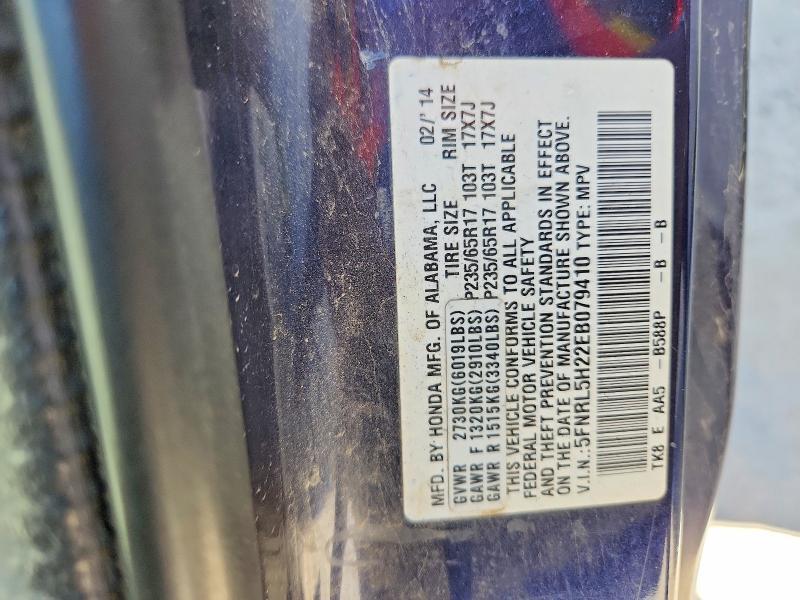 MFD. BY HONDA MFG. OF ALABAMA, LLC 02/'14
GVWR 2730KG(6019LBS) TIRE SIZE RIM SIZE
GAWR F 1320KG(2910LBS) P235/65R17 103T 17X7J
GAWR R 1515KG(3340LBS) P235/65R17 103T 17X7J
THIS VEHICLE CONFORMS TO ALL APPLICABLE
FEDERAL MOTOR VEHICLE SAFETY
AND THEFT PREVENTION STANDARDS IN EFFECT
ON THE DATE OF MANUFACTURE SHOWN ABOVE.
V.I.N.:5FNRL5H22EB079410 TYPE: MPV
TK8 E AA5 -B588P -B -B